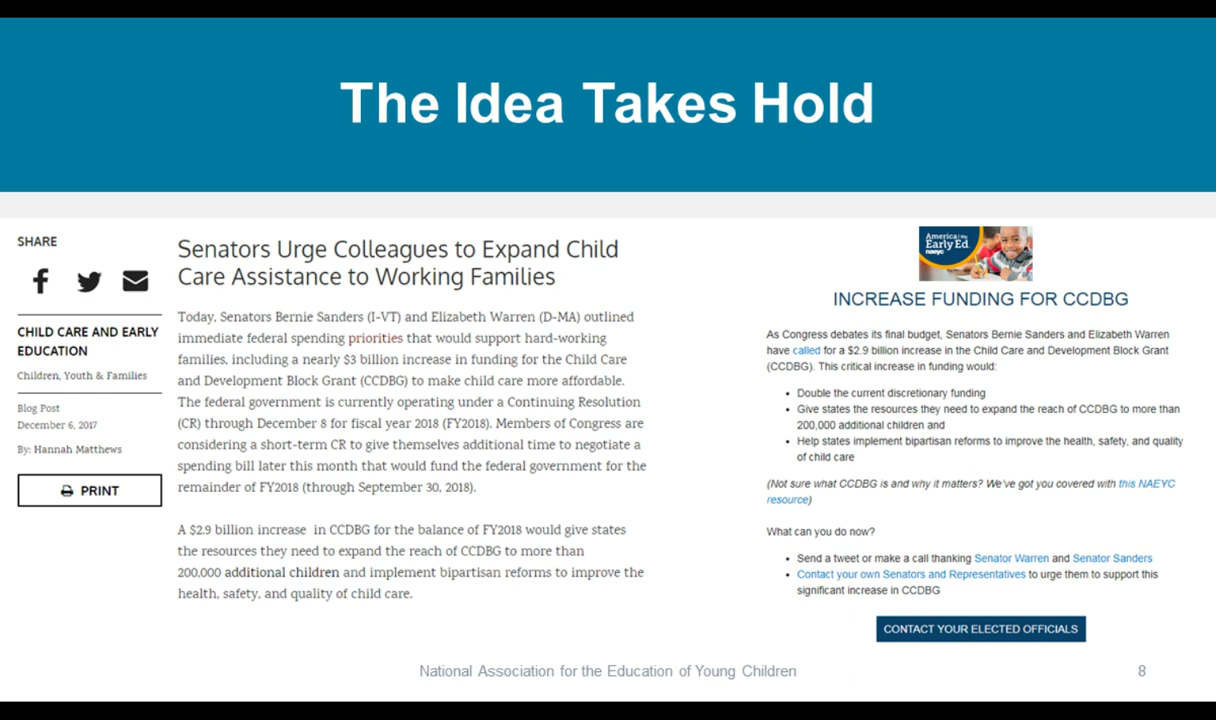 The Idea Takes Hold
SHARE
CHILD CARE AND EARLY
EDUCATION
Children, Youth & Families
Blog Post
December 6, 2017
By: Hannah Matthews
PRINT
Senators Urge Colleagues to Expand Child
Care Assistance to Working Families
Today, Senators Bernie Sanders (I-VT) and Elizabeth Warren (D-MA) outlined
immediate federal spending priorities that would support hard-working
families, including a nearly $3 billion increase in funding for the Child Care
and Development Block Grant (CCDBG) to make child care more affordable.
The federal government is currently operating under a Continuing Resolution
(CR) through December 8 for fiscal year 2018 (FY2018). Members of Congress are
considering a short-term CR to give themselves additional time to negotiate a
spending bill later this month that would fund the federal government for the
remainder of FY2018 (through September 30, 2018).
A $2.9 billion increase in CCDBG for the balance of FY2018 would give states
the resources they need to expand the reach of CCDBG to more than
200,000 additional children and implement bipartisan reforms to improve the
health, safety, and quality of child care.
Early Ed
naeyc
INCREASE FUNDING FOR CCDBG
As Congress debates its final budget, Senators Bernie Sanders and Elizabeth Warren
have called for a $2.9 billion increase in the Child Care and Development Block Grant
(CCDBG). This critical increase in funding would:
• Double the current discretionary funding
• Give states the resources they need to expand the reach of CCDBG to more than
200,000 additional children and
• Help states implement bipartisan reforms to improve the health, safety, and quality
of child care
(Not sure what CCDBG is and why it matters? We've got you covered with this NAEYC
resource)
What can you do now?
• Send a tweet or make a call thanking Senator Warren and Senator Sanders
• Contact your own Senators and Representatives to urge them to support this
significant increase in CCDBG
CONTACT YOUR ELECTED OFFICIALS
National Association for the Education of Young Children
8